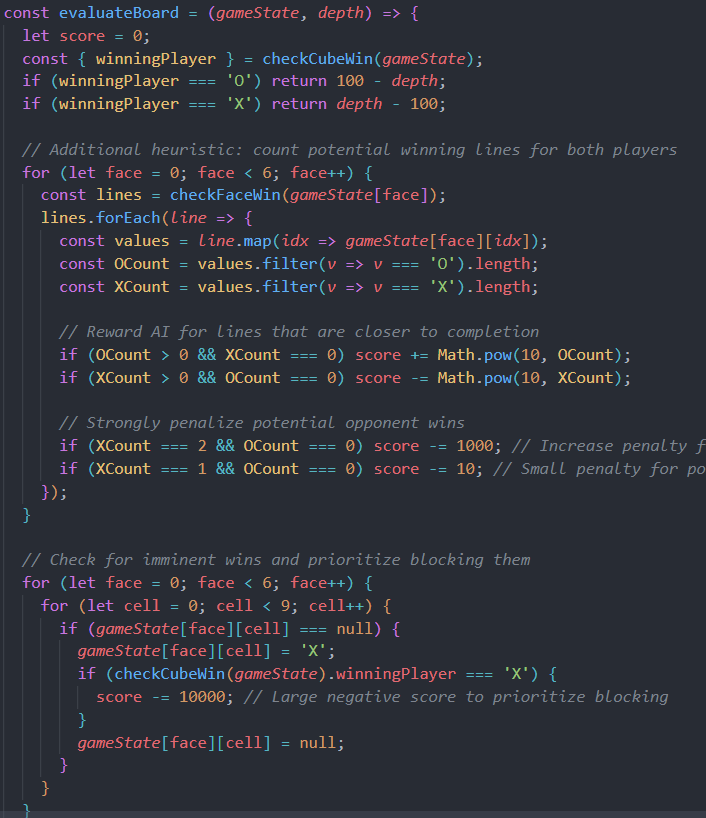 const evaluateBoard = (gameState, depth) => {
let score = 0;
const { winningPlayer } = checkCubeWin(gameState);
if (winningPlayer === 'O') return 100 - depth;
if (winningPlayer === 'X') return depth - 100;
// Additional heuristic: count potential winning lines for both players
for (let face = 0; face < 6; face++) {
const lines = checkFaceWin(gameState[face]);
lines.forEach(line => {
const values = line.map(idx => gameState[face][idx]);
const OCount = values.filter(v => v === 'O').length;
const XCount = values.filter(v => v === 'X').length;
// Reward AI for lines that are closer to completion
if (OCount > 0 && XCount === 0) score += Math.pow(10, OCount);
if (XCount > 0 && OCount === 0) score -= Math.pow(10, XCount);
// Strongly penalize potential opponent wins
if (XCount === 2 && OCount === 0) score -= 1000; // Increase penalty
if (XCount === 1 && OCount === 0) score -= 10; // Small penalty for
});
}
// Check for imminent wins and prioritize blocking them
for (let face = 0; face < 6; face++) {
for (let cell = 0; cell < 9; cell++) {
if (gameState[face][cell] === null) {
gameState[face][cell] = 'X';
if (checkCubeWin(gameState).winningPlayer === 'X') {
score -= 10000; // Large negative score to prioritize blocking
}
gameState[face][cell] = null;
}
}
}